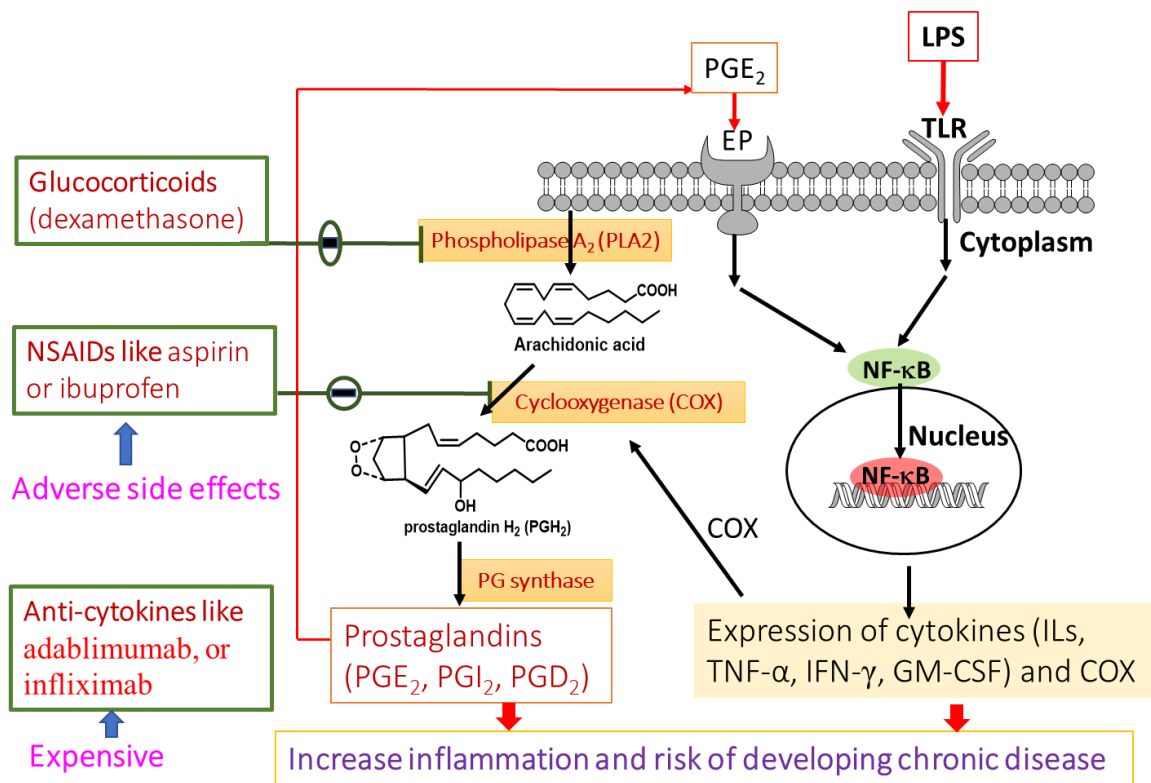 LPS
PGE₂
TLR
EP
Glucocorticoids
(dexamethasone)
Phospholipase A₂ (PLA2)
Cytoplasm
COOH
Arachidonic acid
NSAIDs like aspirin
or ibuprofen
NF-κB
Cyclooxygenase (COX)
Nucleus
COOH
O
O
NF-κB
Adverse side effects
OH
prostaglandin H₂ (PGH₂)
COX
PG synthase
Anti-cytokines like
adablimumab, or
infliximab
Prostaglandins
(PGE₂, PGI₂, PGD₂)
Expression of cytokines (ILs,
TNF-α, IFN-γ, GM-CSF) and COX
Expensive
Increase inflammation and risk of developing chronic disease